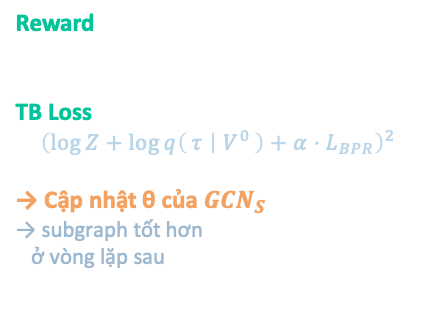 Reward
TB Loss
(log Z + log q( τ | V⁰ ) + α · L_BPR)²
→ Cập nhật θ của GCN_S
→ subgraph tốt hơn
ở vòng lặp sau